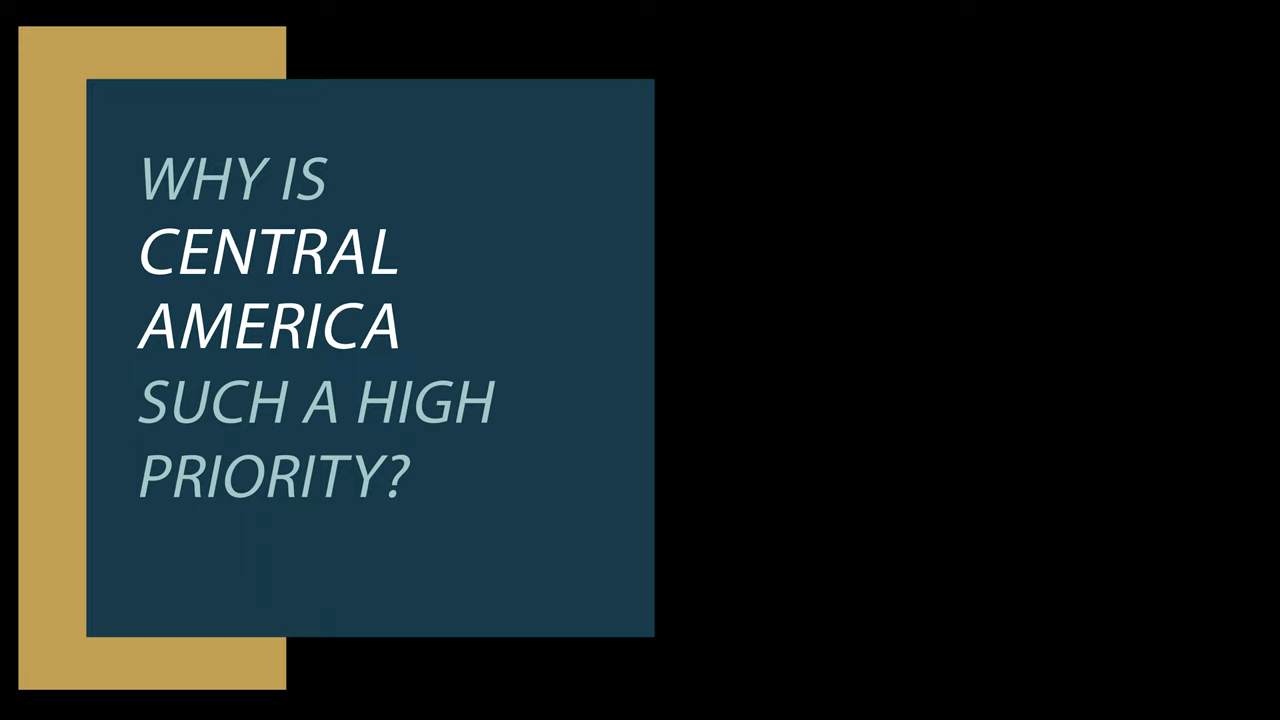 WHY IS
CENTRAL
AMERICA
SUCH A HIGH
PRIORITY?